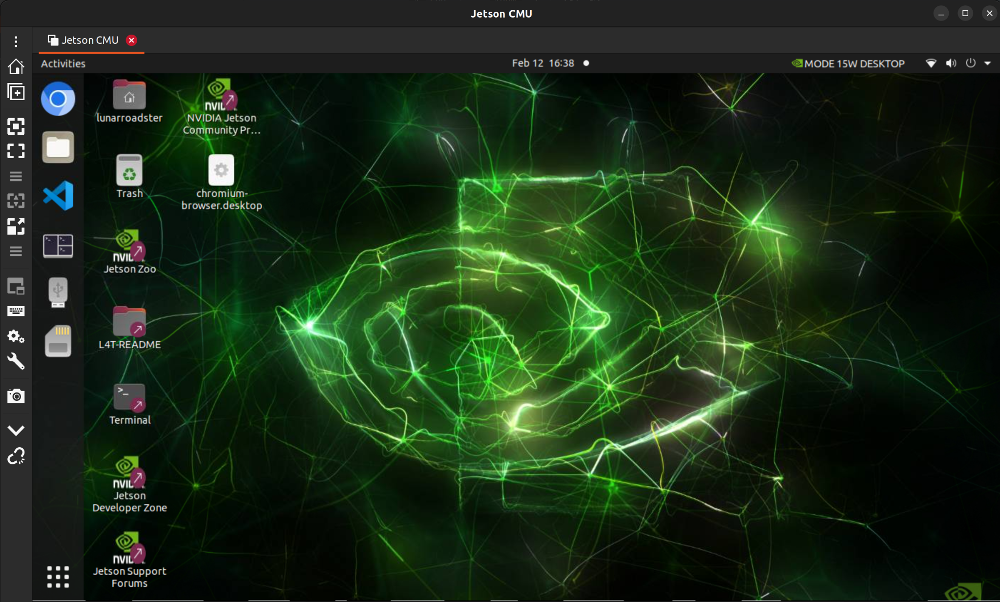 Jetson CMU
Jetson CMU
Activities
Feb 12 16:38
MODE 15W DESKTOP
lunarroadster
NVIDIA Jetson
Community Pr...
Trash
chromium-
browser.desktop
Jetson Zoo
L4T-README
>_
Terminal
Jetson
Developer Zone
Jetson Support
Forums